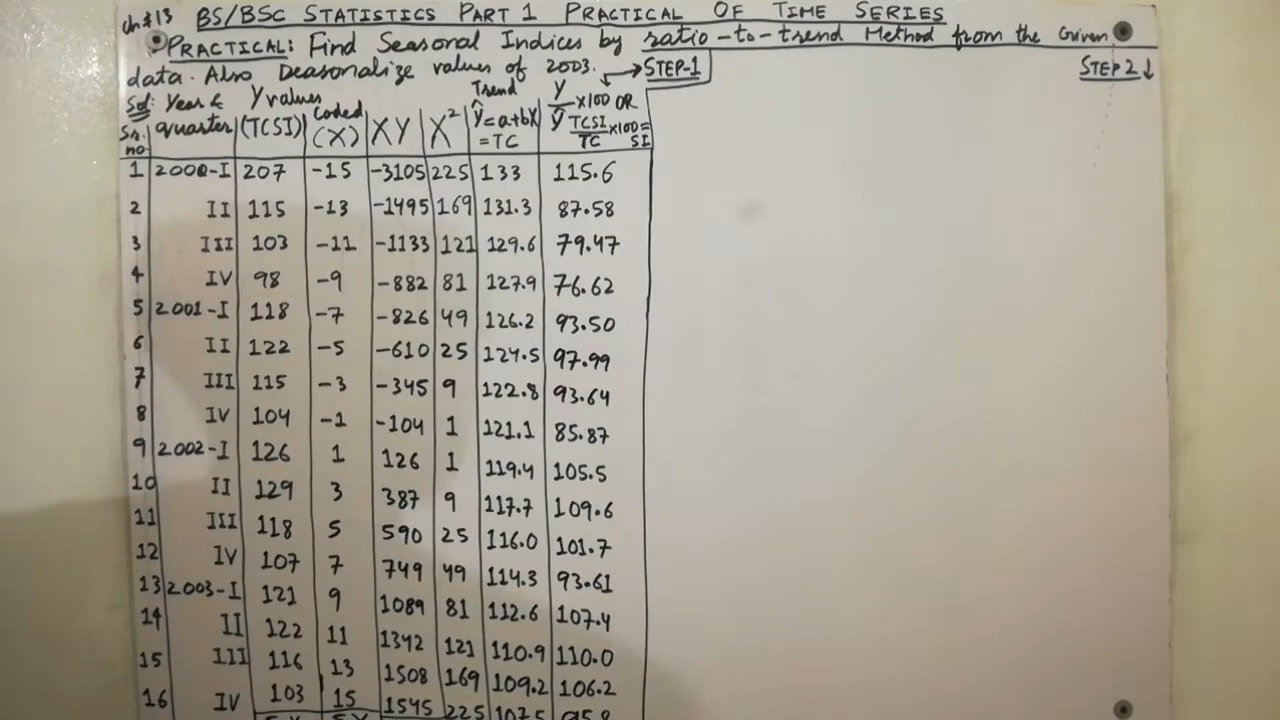 ch#13 BS/BSc STATISTICS PART 1 PRACTICAL OF TIME SERIES
PRACTICAL: Find Seasonal Indices by ratio-to-trend Method from the Given
data. Also Deasonalize values of 2003. →STEP-1 STEP 2↓
Sol: Sr. no Year & quarter Y values (TCSI) Coded (X) XY X² Trend Ŷ=a+bX =TC Y/Ŷ x100 OR TCSI/TC x100= SI
1 2000-I 207 -15 -3105 225 133 115.6
2 II 115 -13 -1495 169 131.3 87.58
3 III 103 -11 -1133 121 129.6 79.47
4 IV 98 -9 -882 81 127.9 76.62
5 2001-I 118 -7 -826 49 126.2 93.50
6 II 122 -5 -610 25 124.5 97.99
7 III 115 -3 -345 9 122.8 93.64
8 IV 104 -1 -104 1 121.1 85.87
9 2002-I 126 1 126 1 119.4 105.5
10 II 129 3 387 9 117.7 109.6
11 III 118 5 590 25 116.0 101.7
12 IV 107 7 749 49 114.3 93.61
13 2003-I 121 9 1089 81 112.6 107.4
14 II 122 11 1342 121 110.9 110.0
15 III 116 13 1508 169 109.2 106.2
16 IV 103 15 1545 225 107.5 95.8